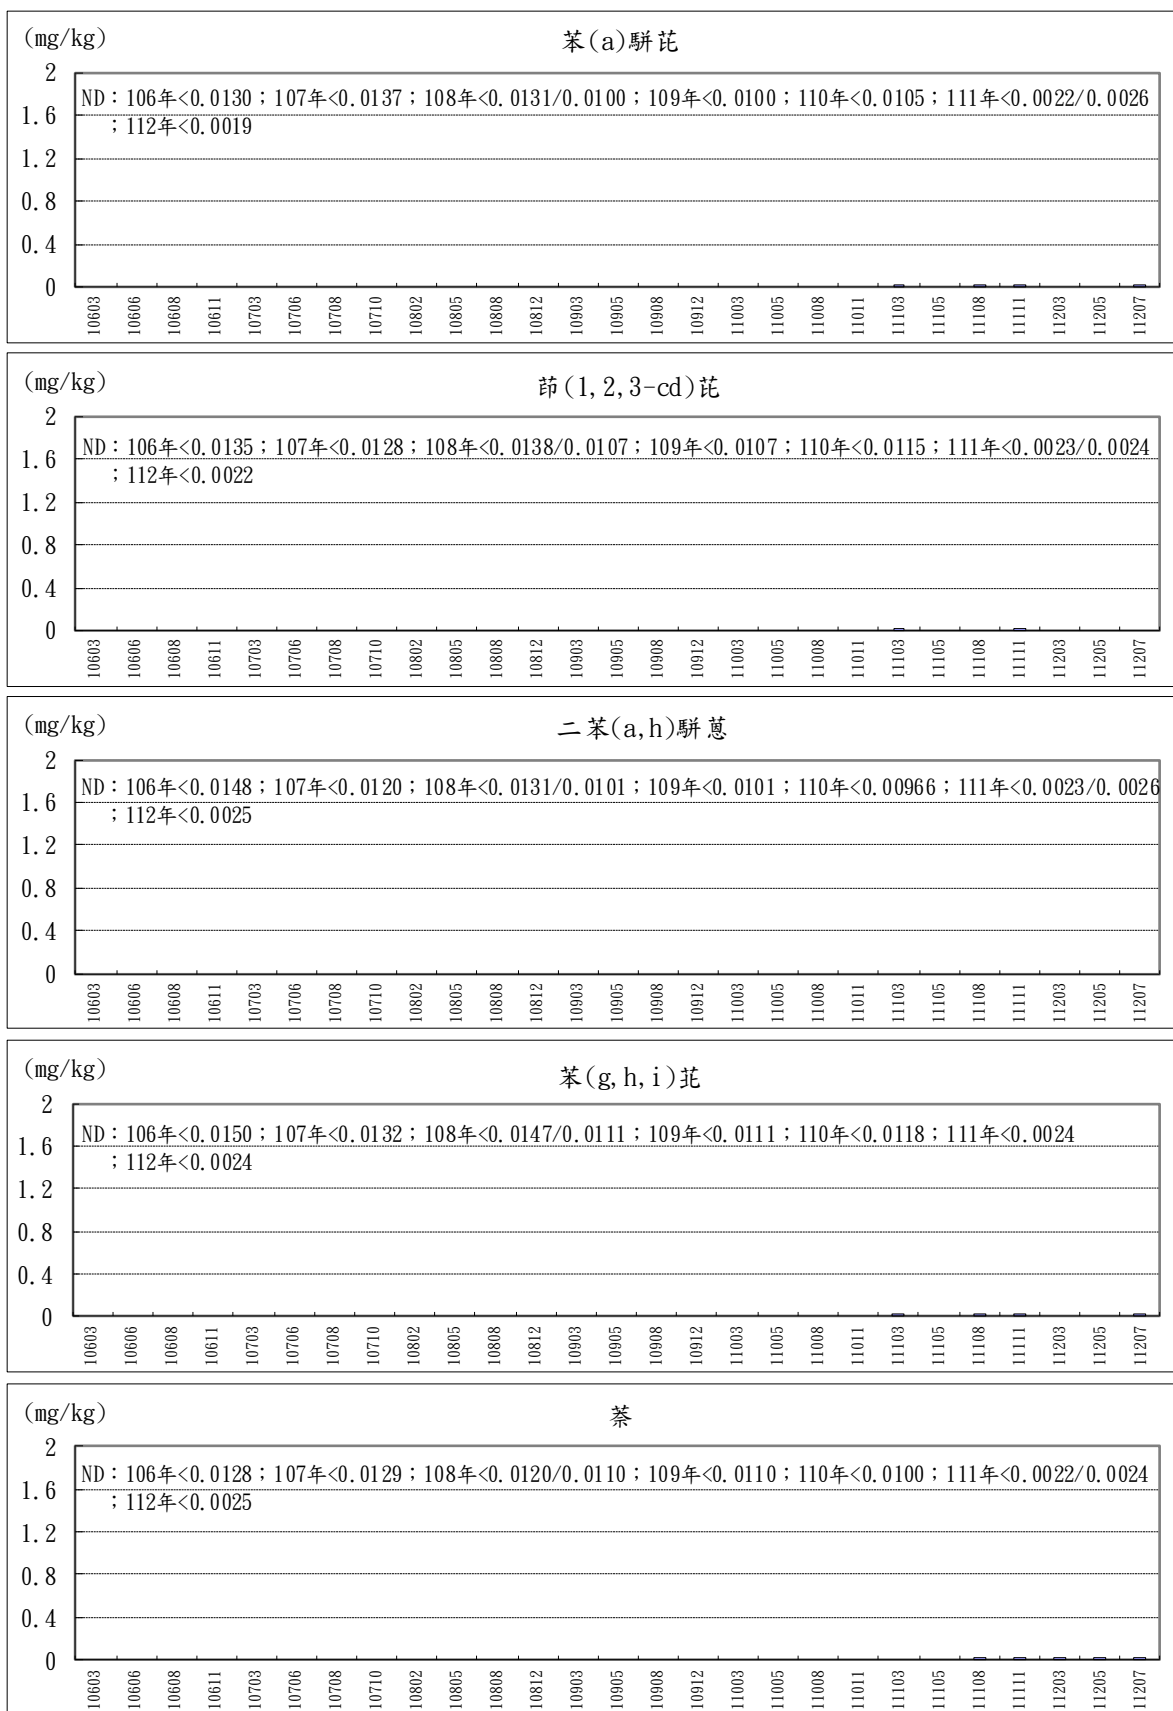 (mg/kg)
苯(a)駢芘
2
ND：106年<0.0130；107年<0.0137；108年<0.0131/0.0100；109年<0.0100；110年<0.0105；111年<0.0022/0.0026
1.6
；112年<0.0019
1.2
0.8
0.4
0
10603 10606 10608 10611 10703 10706 10708 10710 10802 10805 10808 10812 10903 10905 10908 10912 11003 11005 11008 11011 11103 11105 11108 11111 11203 11205 11207
(mg/kg)
茚(1,2,3-cd)芘
2
ND：106年<0.0135；107年<0.0128；108年<0.0138/0.0107；109年<0.0107；110年<0.0115；111年<0.0023/0.0024
1.6
；112年<0.0022
1.2
0.8
0.4
0
10603 10606 10608 10611 10703 10706 10708 10710 10802 10805 10808 10812 10903 10905 10908 10912 11003 11005 11008 11011 11103 11105 11108 11111 11203 11205 11207
(mg/kg)
二苯(a,h)駢蒽
2
ND：106年<0.0148；107年<0.0120；108年<0.0131/0.0101；109年<0.0101；110年<0.00966；111年<0.0023/0.0026
1.6
；112年<0.0025
1.2
0.8
0.4
0
10603 10606 10608 10611 10703 10706 10708 10710 10802 10805 10808 10812 10903 10905 10908 10912 11003 11005 11008 11011 11103 11105 11108 11111 11203 11205 11207
(mg/kg)
苯(g,h,i)苝
2
ND：106年<0.0150；107年<0.0132；108年<0.0147/0.0111；109年<0.0111；110年<0.0118；111年<0.0024
1.6
；112年<0.0024
1.2
0.8
0.4
0
10603 10606 10608 10611 10703 10706 10708 10710 10802 10805 10808 10812 10903 10905 10908 10912 11003 11005 11008 11011 11103 11105 11108 11111 11203 11205 11207
(mg/kg)
萘
2
ND：106年<0.0128；107年<0.0129；108年<0.0120/0.0110；109年<0.0110；110年<0.0100；111年<0.0022/0.0024
1.6
；112年<0.0025
1.2
0.8
0.4
0
10603 10606 10608 10611 10703 10706 10708 10710 10802 10805 10808 10812 10903 10905 10908 10912 11003 11005 11008 11011 11103 11105 11108 11111 11203 11205 11207